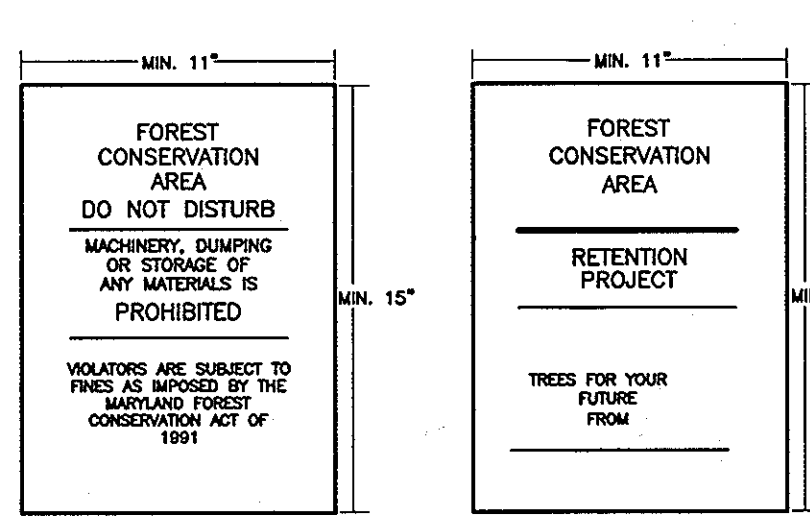 MIN. 11"
FOREST
CONSERVATION
AREA
DO NOT DISTURB
MACHINERY, DUMPING
OR STORAGE OF
ANY MATERIALS IS
PROHIBITED
VIOLATORS ARE SUBJECT TO
FINES AS IMPOSED BY THE
MARYLAND FOREST
CONSERVATION ACT OF
1991
MIN. 15"
MIN. 11"
FOREST
CONSERVATION
AREA
RETENTION
PROJECT
TREES FOR YOUR
FUTURE
FROM